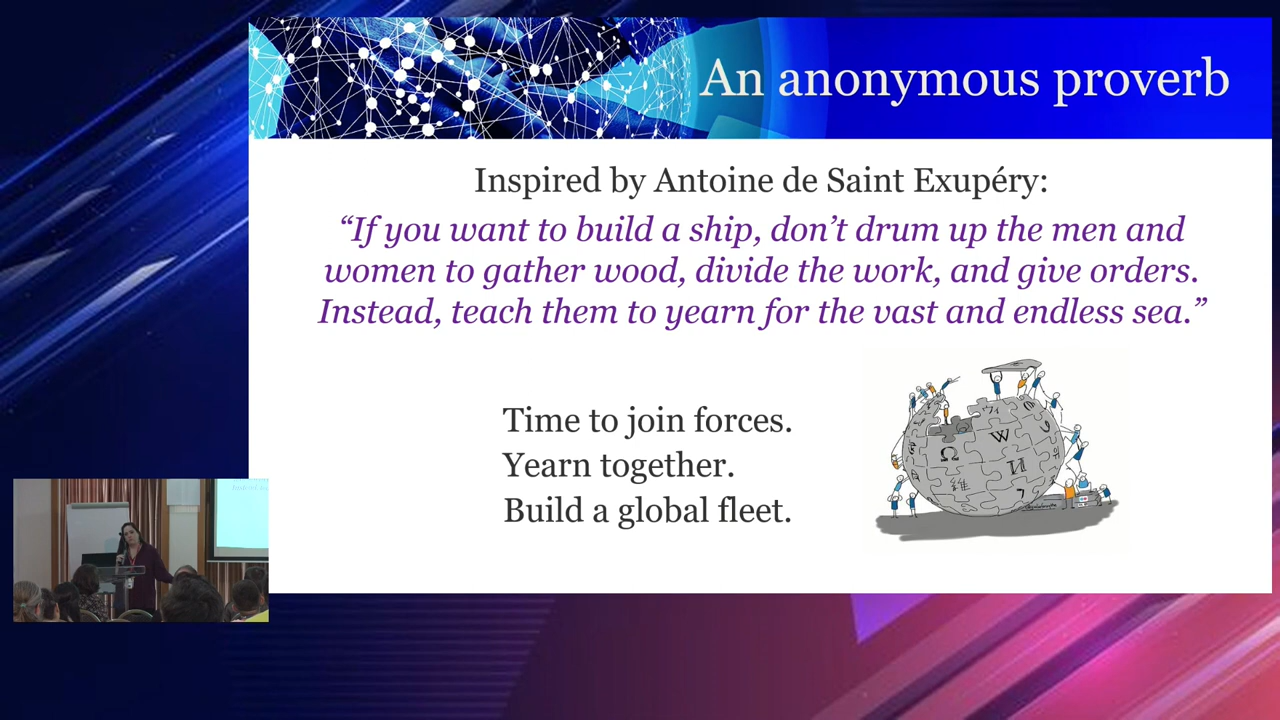 An anonymous proverb
Inspired by Antoine de Saint Exupéry:
“If you want to build a ship, don’t drum up the men and
women to gather wood, divide the work, and give orders.
Instead, teach them to yearn for the vast and endless sea.”
Time to join forces.
Yearn together.
Build a global fleet.
Ω
W
И
維
7